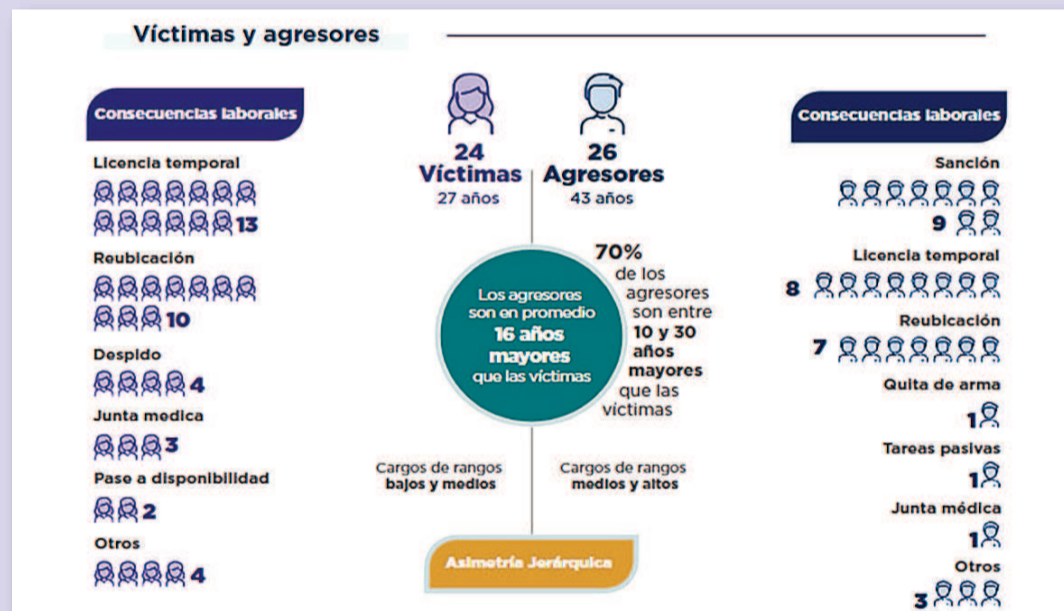 Víctimas y agresores
Consecuencias laborales
Licencia temporal
13
Reubicación
10
Despido
4
Junta medica
3
Pase a disponibilidad
2
Otros
4
24
Víctimas
27 años
26
Agresores
43 años
Los agresores
son en promedio
16 años
mayores
que las víctimas
70%
de los
agresores
son entre
10 y 30
años
mayores
que las
víctimas
Cargos de rangos
bajos y medios
Cargos de rangos
medios y altos
Asimetría Jerárquica
Consecuencias laborales
Sanción
9
Licencia temporal
8
Reubicación
7
Quita de arma
1
Tareas pasivas
1
Junta médica
1
Otros
3